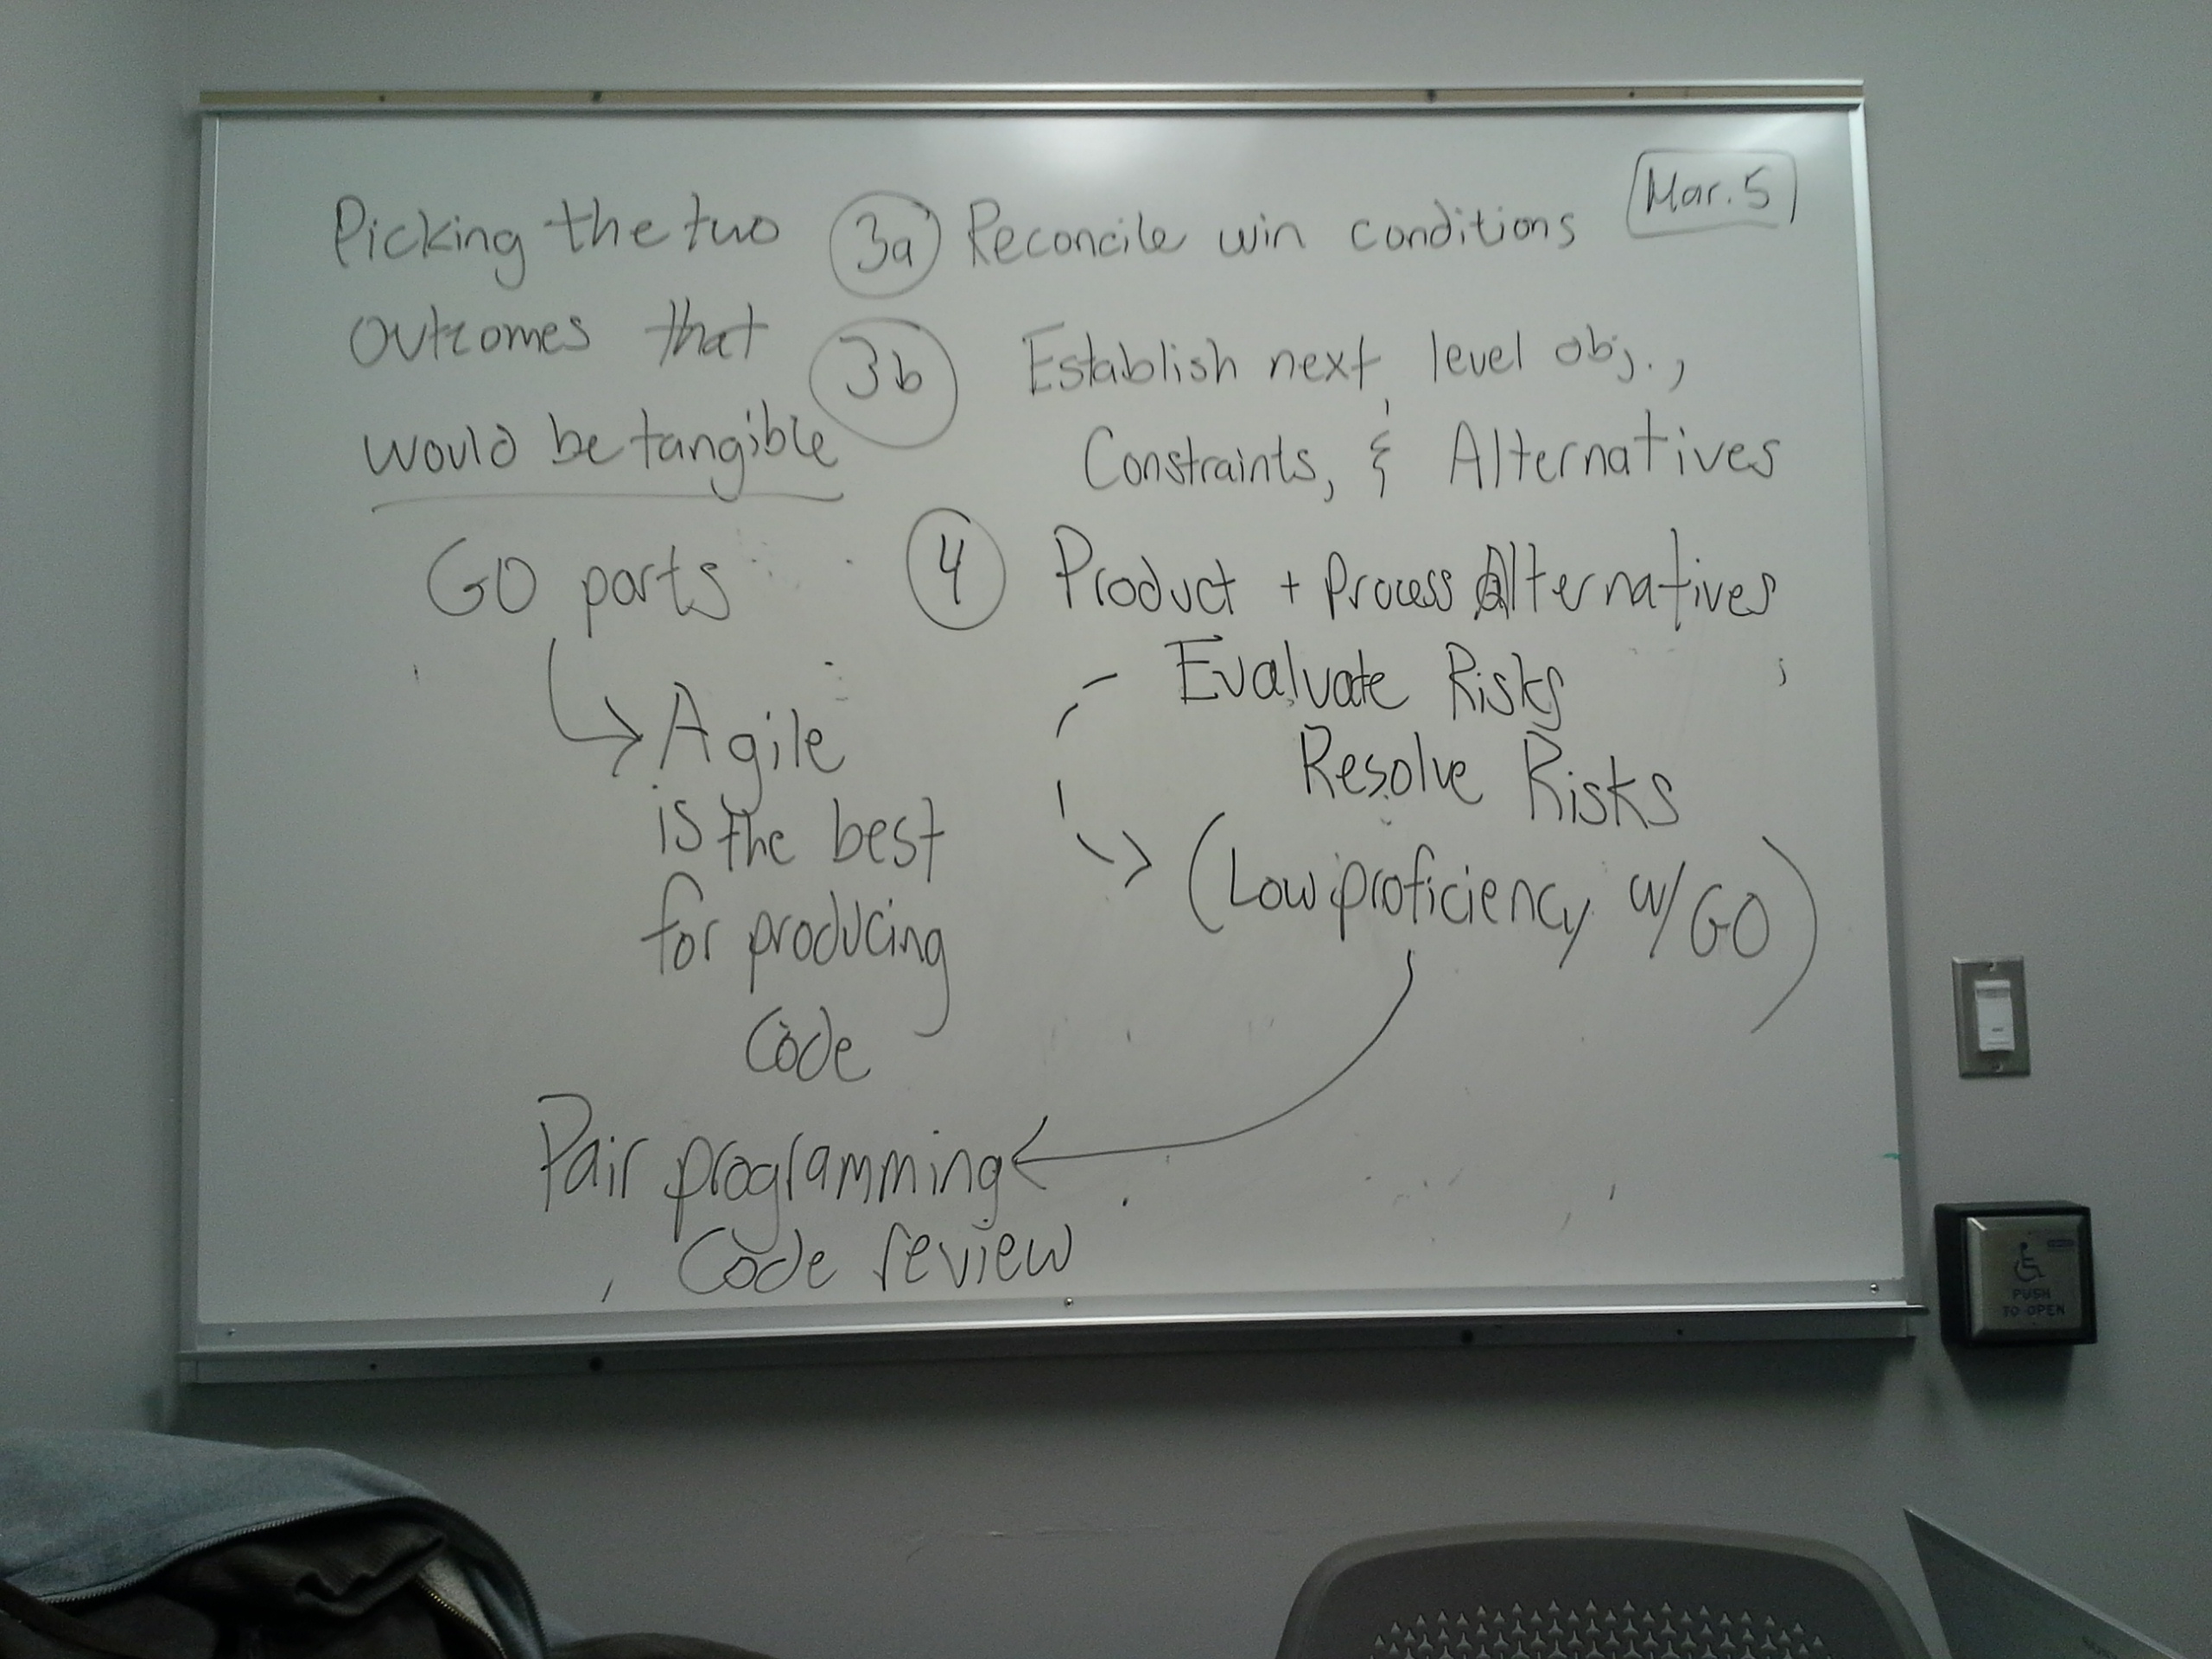 Mar. 5
Picking the two
outcomes that
would be tangible
GO parts
Agile
is the best
for producing
Code
3a Reconcile win conditions
3b Establish next level obj.,
Constraints, & Alternatives
4 Product + Process Alternatives
Evaluate Risks
Resolve Risks
(Low proficiency w/ GO)
Pair programming
Code review
PUSH
TO OPEN